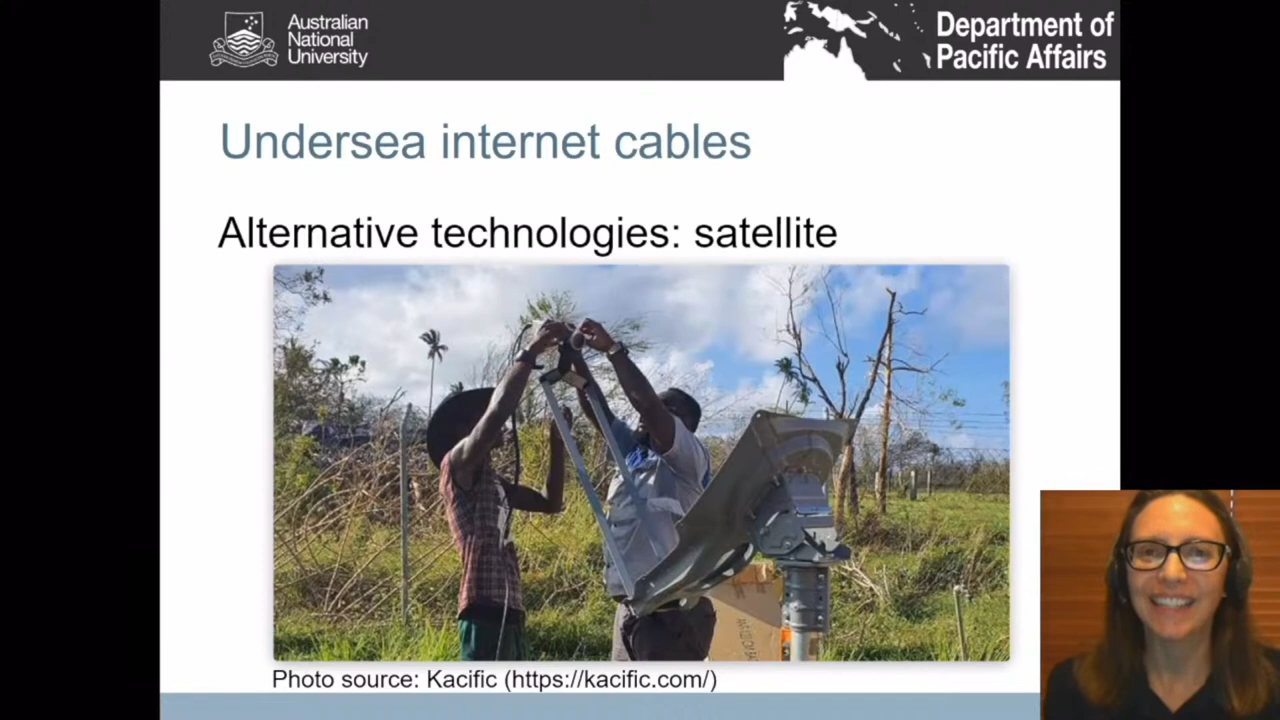 Australian
National
University
Department of
Pacific Affairs
Undersea internet cables
Alternative technologies: satellite
Photo source: Kacific (https://kacific.com/)